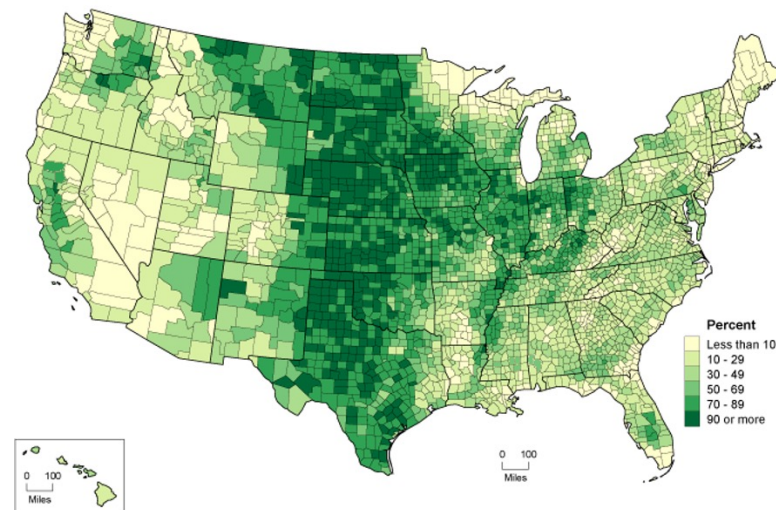 Percent
Less than 10
10 - 29
30 - 49
50 - 69
70 - 89
90 or more
0 100
Miles
0 100
Miles